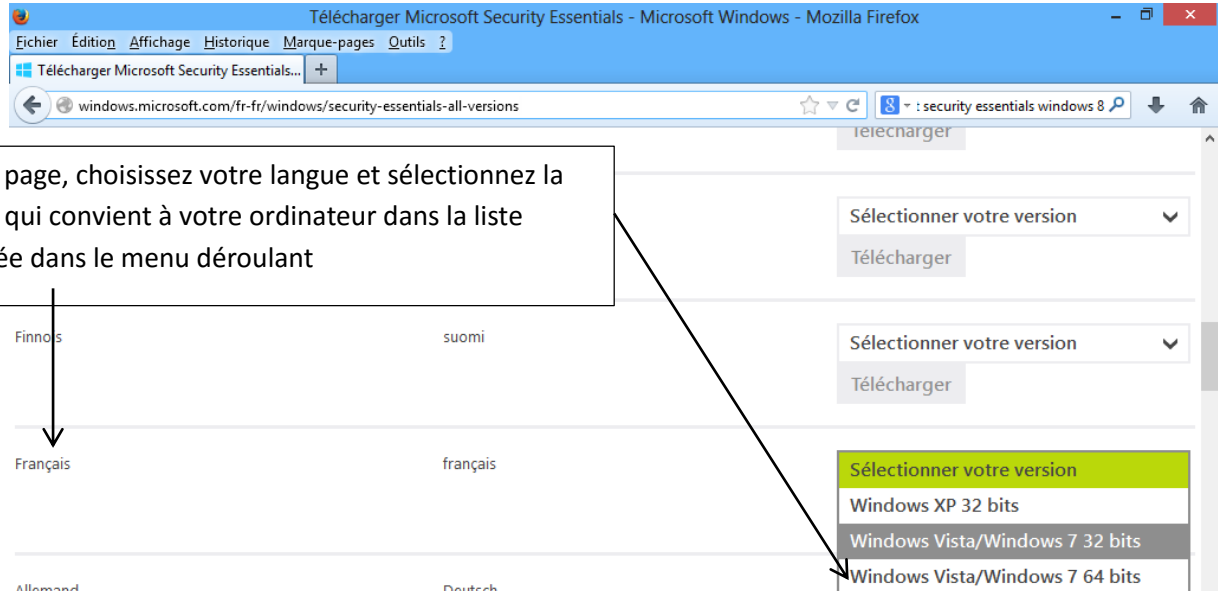 Télécharger Microsoft Security Essentials - Microsoft Windows - Mozilla Firefox
Fichier Édition Affichage Historique Marque-pages Outils ?
Télécharger Microsoft Security Essentials... +
windows.microsoft.com/fr-fr/windows/security-essentials-all-versions
security essentials windows 8
Télécharger
page, choisissez votre langue et sélectionnez la
qui convient à votre ordinateur dans la liste
ée dans le menu déroulant
Sélectionner votre version
Télécharger
Finnois suomi Sélectionner votre version
Télécharger
Français français Sélectionner votre version
Windows XP 32 bits
Windows Vista/Windows 7 32 bits
Windows Vista/Windows 7 64 bits
Allemand Deutsch